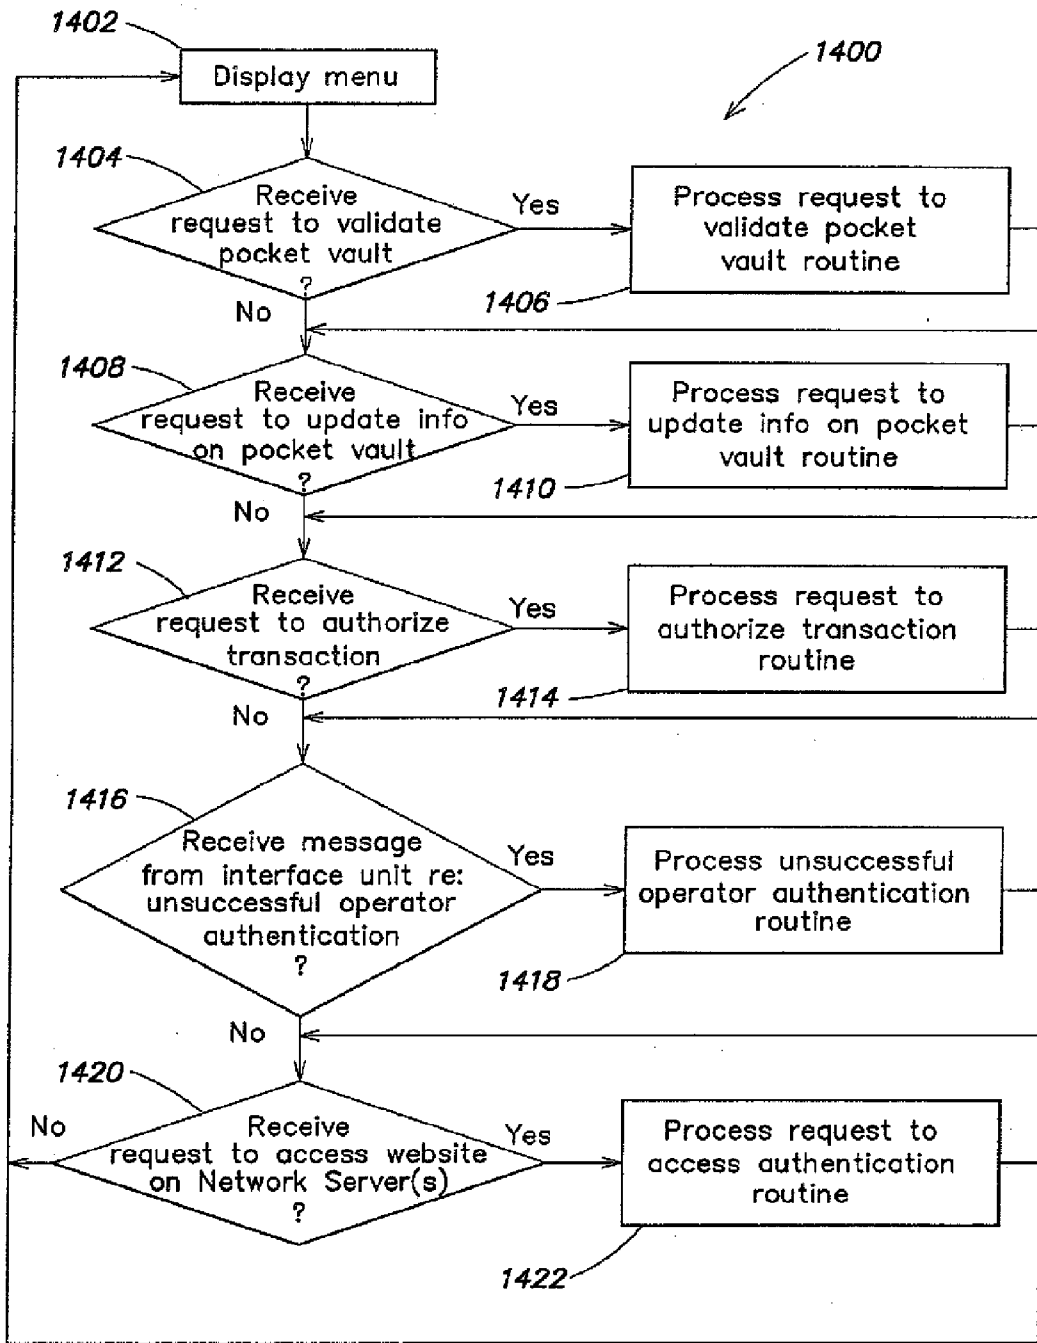 1402
Display menu
1400
1404
Receive
request to validate
pocket vault
?
Yes
Process request to
validate pocket
vault routine
1406
No
1408
Receive
request to update info
on pocket vault
?
Yes
Process request to
update info on pocket
vault routine
1410
No
1412
Receive
request to authorize
transaction
?
Yes
Process request to
authorize transaction
routine
1414
No
1416
Receive message
from interface unit re:
unsuccessful operator
authentication
?
Yes
Process unsuccessful
operator authentication
routine
1418
No
1420
No
Receive
request to access website
on Network Server(s)
?
Yes
Process request to
access authentication
routine
1422